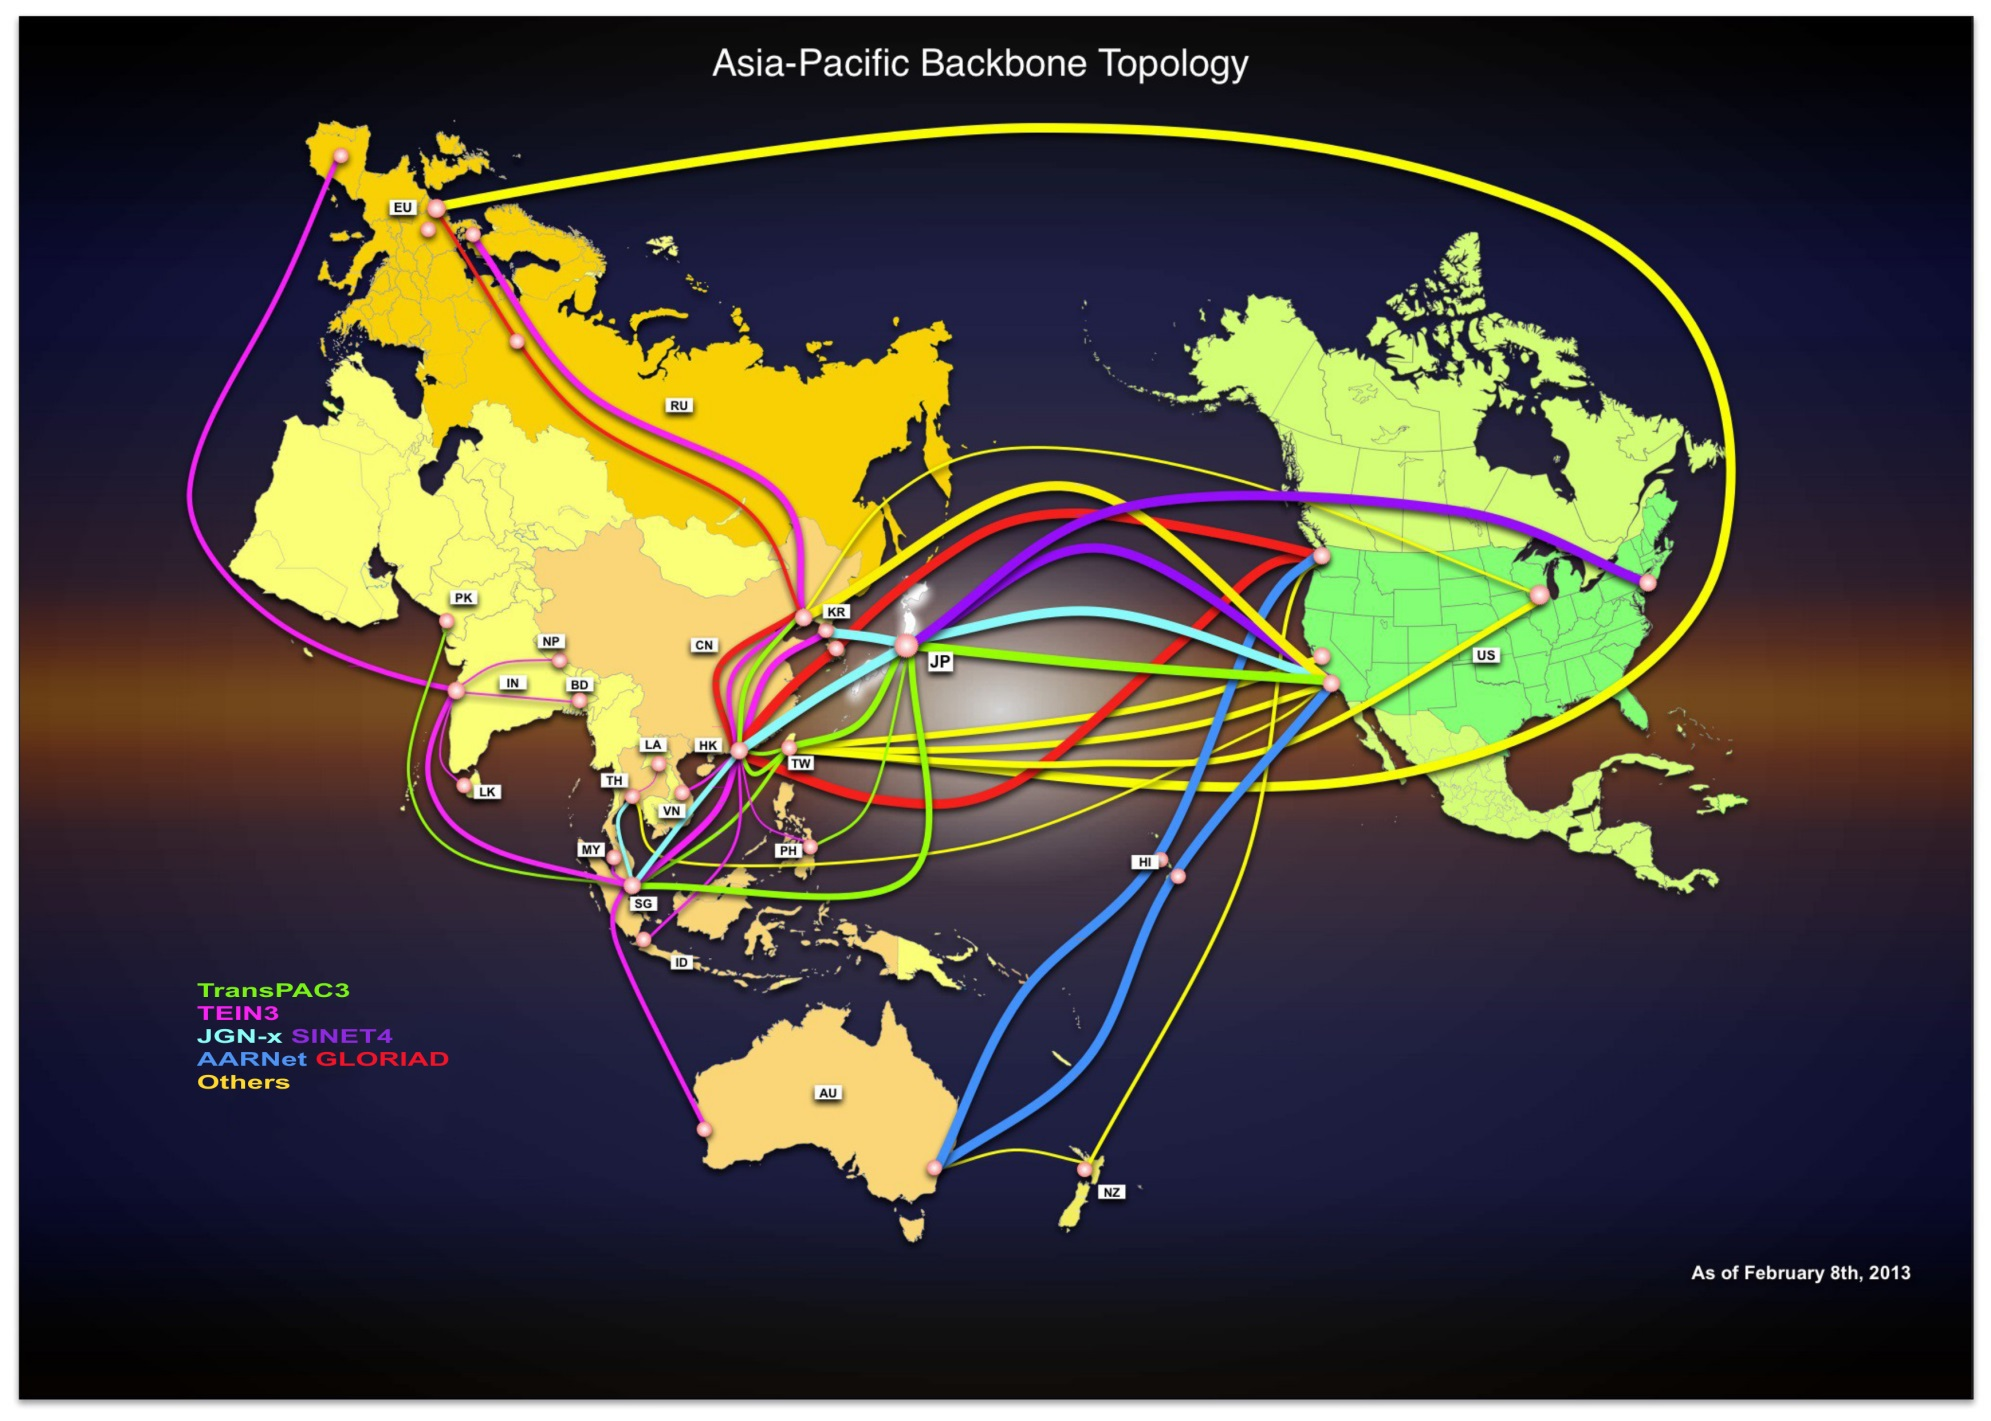 Asia-Pacific Backbone Topology
EU
RU
PK
KR
NP
CN
JP
US
IN
BD
LA
HK
TW
TH
LK
VN
MY
PH
HI
SG
ID
TransPAC3
TEIN3
JGN-x SINET4
AARNet GLORIAD
Others
AU
NZ
As of February 8th, 2013